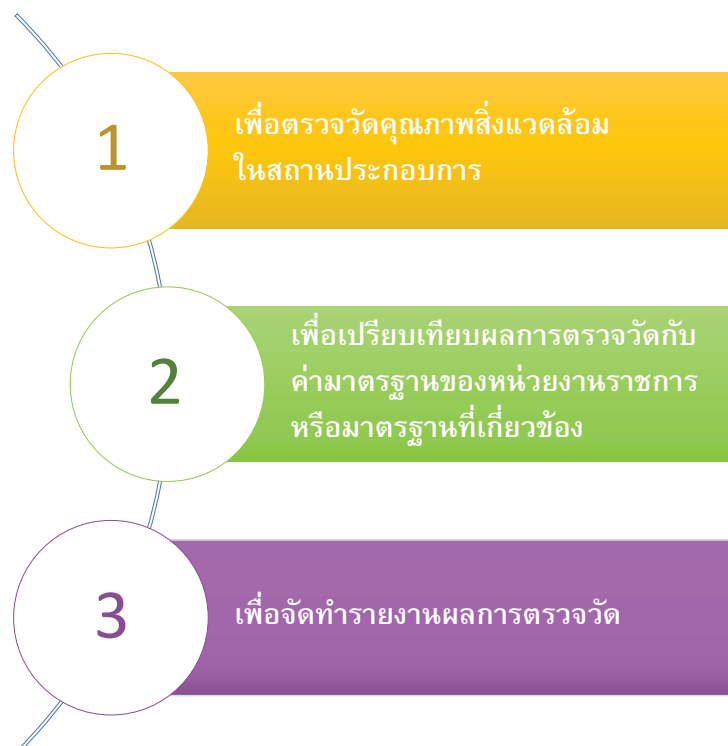 1
เพื่อตรวจวัดคุณภาพสิ่งแวดล้อม
ในสถานประกอบการ
2
เพื่อเปรียบเทียบผลการตรวจวัดกับ
ค่ามาตรฐานของหน่วยงานราชการ
หรือมาตรฐานที่เกี่ยวข้อง
3
เพื่อจัดทำรายงานผลการตรวจวัด